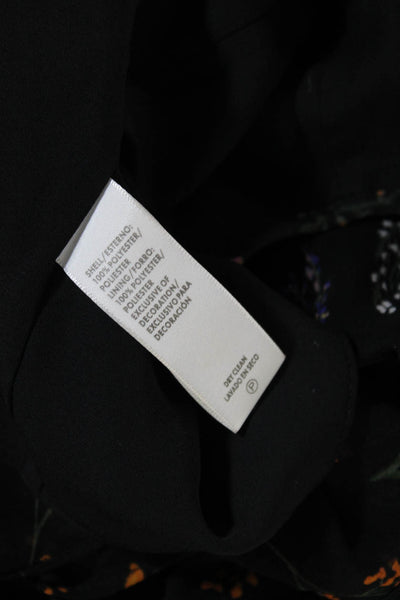 SHELL/ESTERNO:
100% POLYESTER/
POLIESTER
LINING/FORRO:
100% POLYESTER/
POLIESTER
EXCLUSIVE OF
DECORATION/
EXCLUSIVO PARA
DECORACIÓN
DRY CLEAN
LAVADO EN SECO
P